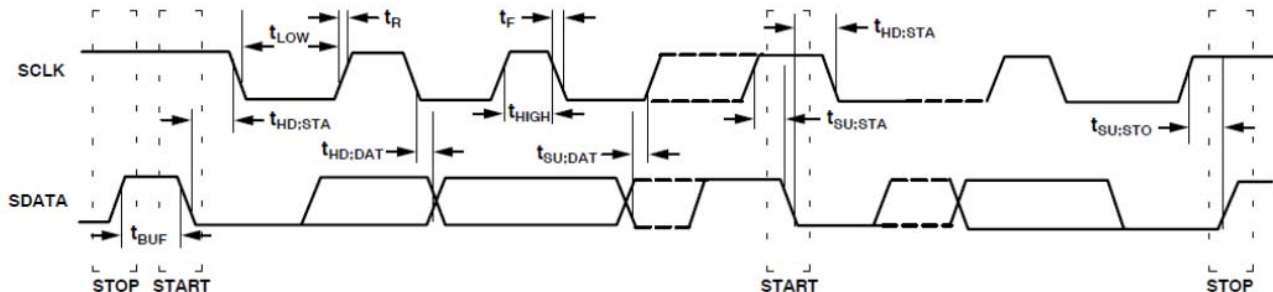 tR
tF
tLOW
tHD;STA
SCLK
tHD;STA
tHIGH
tSU;STA
tSU;STO
tHD;DAT
tSU;DAT
SDATA
tBUF
STOP
START
START
STOP